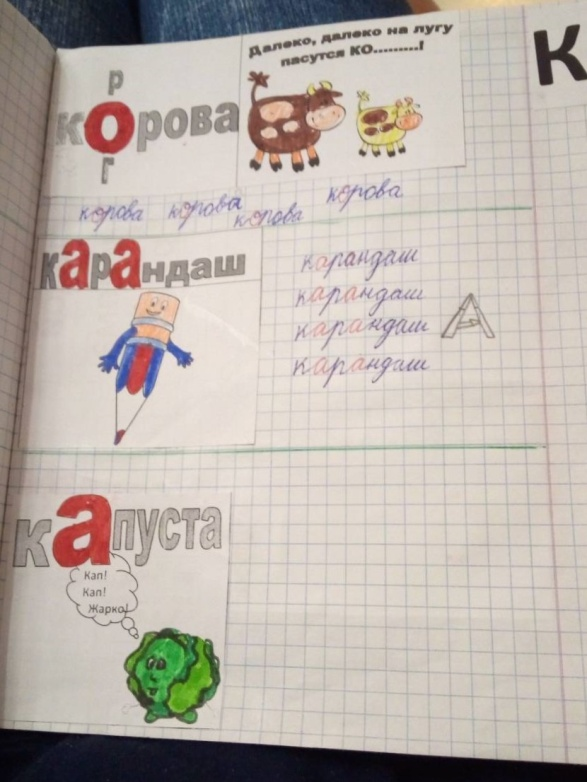 Далеко, далеко на лугу
пасутся КО.........!
р
корова
г
корова корова корова корова
карандаш
карандаш
карандаш
карандаш
карандаш
А
капуста
Кап!
Кап!
Жарко!
К